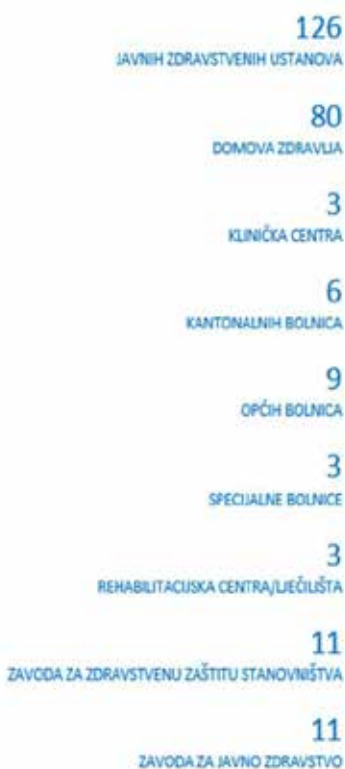 126
JAVNIH ZDRAVSTVENIH USTANOVA
80
DOMOVA ZDRAVLJA
3
KLINIČKA CENTRA
6
KANTONALNIH BOLNICA
9
OPĆIH BOLNICA
3
SPECIJALNE BOLNICE
3
REHABILITACIJSKA CENTRA/LJEČILIŠTA
11
ZAVODA ZA ZDRAVSTVENU ZAŠTITU STANOVNIŠTVA
11
ZAVODA ZA JAVNO ZDRAVSTVO